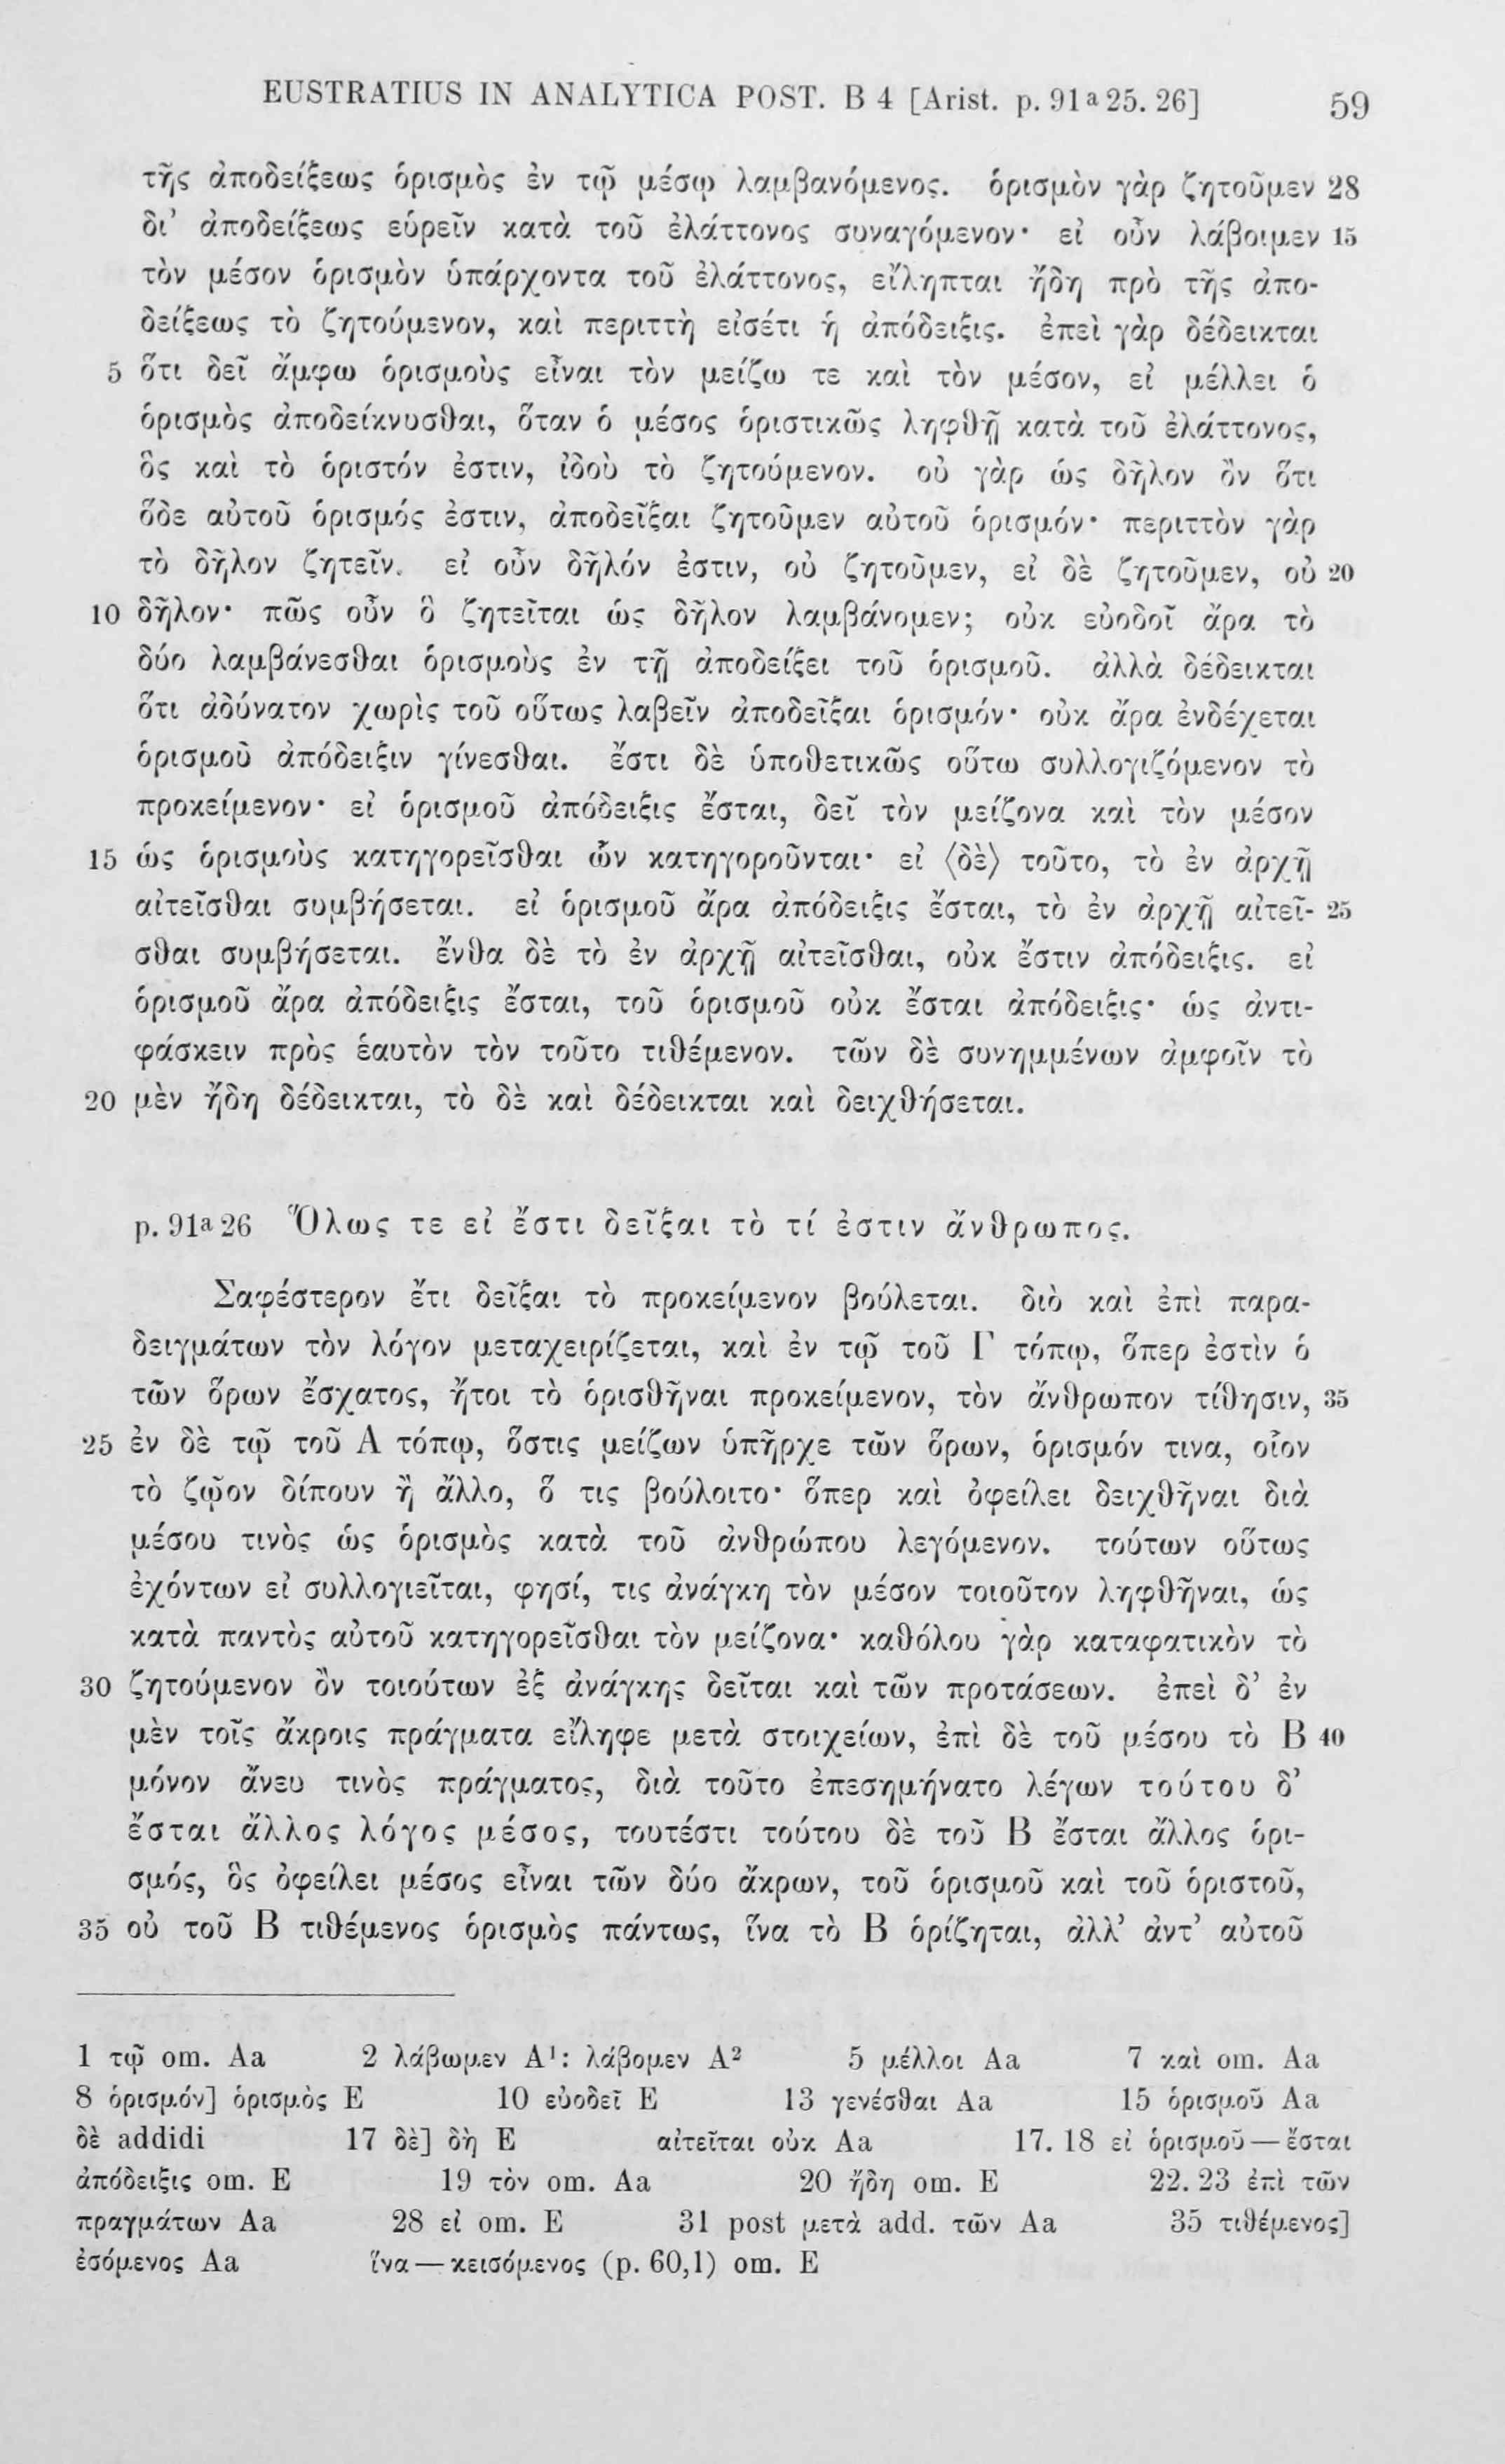 EUSTRATIUS IN ANALYTICA POST. B 4 [Arist. p. 91ª 25. 26] 59
τῆς ἀποδείξεως ὁρισμὸς ἐν τῷ μέσῳ λαμβανόμενος. ὁρισμὸν γὰρ ζητοῦμεν 28
δι’ ἀποδείξεως εὑρεῖν κατὰ τοῦ ἐλάττονος συναγόμενον· εἰ οὖν λάβοιμεν 15
τὸν μέσον ὁρισμὸν ὑπάρχοντα τοῦ ἐλάττονος, εἴληπται ἤδη πρὸ τῆς ἀπο-
δείξεως τὸ ζητούμενον, καὶ περιττὴ εἰσέτι ἡ ἀπόδειξις. ἐπεὶ γὰρ δέδεικται
5 ὅτι δεῖ ἄμφω ὁρισμοὺς εἶναι τὸν μείζω τε καὶ τὸν μέσον, εἰ μέλλει ὁ
ὁρισμὸς ἀποδείκνυσθαι, ὅταν ὁ μέσος ὁριστικῶς ληφθῇ κατὰ τοῦ ἐλάττονος,
ὃς καὶ τὸ ὁριστόν ἐστιν, ἰδοὺ τὸ ζητούμενον. οὐ γὰρ ὡς δῆλον ὂν ὅτι
ὅδε αὐτοῦ ὁρισμός ἐστιν, ἀποδεῖξαι ζητοῦμεν αὐτοῦ ὁρισμόν· περιττὸν γὰρ
τὸ δῆλον ζητεῖν. εἰ οὖν δῆλόν ἐστιν, οὐ ζητοῦμεν, εἰ δὲ ζητοῦμεν, οὐ 20
10 δῆλον· πῶς οὖν ὃ ζητεῖται ὡς δῆλον λαμβάνομεν; οὐκ εὐοδοῖ ἄρα τὸ
δύο λαμβάνεσθαι ὁρισμοὺς ἐν τῇ ἀποδείξει τοῦ ὁρισμοῦ. ἀλλὰ δέδεικται
ὅτι ἀδύνατον χωρὶς τοῦ οὕτως λαβεῖν ἀποδεῖξαι ὁρισμόν· οὐκ ἄρα ἐνδέχεται
ὁρισμοῦ ἀπόδειξιν γίνεσθαι. ἔστι δὲ ὑποθετικῶς οὕτω συλλογιζόμενον τὸ
προκείμενον· εἰ ὁρισμοῦ ἀπόδειξις ἔσται, δεῖ τὸν μείζονα καὶ τὸν μέσον
15 ὡς ὁρισμοὺς κατηγορεῖσθαι ὧν κατηγοροῦνται· εἰ ⟨δὲ⟩ τοῦτο, τὸ ἐν ἀρχῇ
αἰτεῖσθαι συμβήσεται. εἰ ὁρισμοῦ ἄρα ἀπόδειξις ἔσται, τὸ ἐν ἀρχῇ αἰτεῖ- 25
σθαι συμβήσεται. ἔνθα δὲ τὸ ἐν ἀρχῇ αἰτεῖσθαι, οὐκ ἔστιν ἀπόδειξις. εἰ
ὁρισμοῦ ἄρα ἀπόδειξις ἔσται, τοῦ ὁρισμοῦ οὐκ ἔσται ἀπόδειξις· ὡς ἀντι-
φάσκειν πρὸς ἑαυτὸν τὸν τοῦτο τιθέμενον. τῶν δὲ συνημμένων ἀμφοῖν τὸ
20 μὲν ἤδη δέδεικται, τὸ δὲ καὶ δέδεικται καὶ δειχθήσεται.
p. 91ª 26 Ὅλως τε εἰ ἔστι δεῖξαι τὸ τί ἐστιν ἄνθρωπος.
Σαφέστερον ἔτι δεῖξαι τὸ προκείμενον βούλεται. διὸ καὶ ἐπὶ παρα-
δειγμάτων τὸν λόγον μεταχειρίζεται, καὶ ἐν τῷ τοῦ Γ τόπῳ, ὅπερ ἐστὶν ὁ
τῶν ὅρων ἔσχατος, ἤτοι τὸ ὁρισθῆναι προκείμενον, τὸν ἄνθρωπον τίθησιν, 35
25 ἐν δὲ τῷ τοῦ Α τόπῳ, ὅστις μείζων ὑπῆρχε τῶν ὅρων, ὁρισμόν τινα, οἷον
τὸ ζῷον δίπουν ἢ ἄλλο, ὅ τις βούλοιτο· ὅπερ καὶ ὀφείλει δειχθῆναι διὰ
μέσου τινὸς ὡς ὁρισμὸς κατὰ τοῦ ἀνθρώπου λεγόμενον. τούτων οὕτως
ἐχόντων εἰ συλλογιεῖται, φησί, τις ἀνάγκη τὸν μέσον τοιοῦτον ληφθῆναι, ὡς
κατὰ παντὸς αὐτοῦ κατηγορεῖσθαι τὸν μείζονα· καθόλου γὰρ καταφατικὸν τὸ
30 ζητούμενον ὂν τοιούτων ἐξ ἀνάγκης δεῖται καὶ τῶν προτάσεων. ἐπεὶ δ’ ἐν
μὲν τοῖς ἄκροις πράγματα εἴληφε μετὰ στοιχείων, ἐπὶ δὲ τοῦ μέσου τὸ Β 40
μόνον ἄνευ τινὸς πράγματος, διὰ τοῦτο ἐπεσημήνατο λέγων τούτου δ’
ἔσται ἄλλος λόγος μέσος, τουτέστι τούτου δὲ τοῦ Β ἔσται ἄλλος ὁρι-
σμός, ὃς ὀφείλει μέσος εἶναι τῶν δύο ἄκρων, τοῦ ὁρισμοῦ καὶ τοῦ ὁριστοῦ,
35 οὐ τοῦ Β τιθέμενος ὁρισμὸς πάντως, ἵνα τὸ Β ὁρίζηται, ἀλλ’ ἀντ’ αὐτοῦ
1 τῷ om. Aa 2 λάβωμεν A¹: λάβομεν A² 5 μέλλοι Aa 7 καὶ om. Aa
8 ὁρισμόν] ὁρισμὸς E 10 εὐοδεῖ E 13 γενέσθαι Aa 15 ὁρισμοῦ Aa
δὲ addidi 17 δὲ] δὴ E αἰτεῖται οὐκ Aa 17. 18 εἰ ὁρισμοῦ — ἔσται
ἀπόδειξις om. E 19 τὸν om. Aa 20 ἤδη om. E 22. 23 ἐπὶ τῶν
πραγμάτων Aa 28 εἰ om. E 31 post μετὰ add. τῶν Aa 35 τιθέμενος]
ἐσόμενος Aa ἵνα — κεισόμενος (p. 60,1) om. E